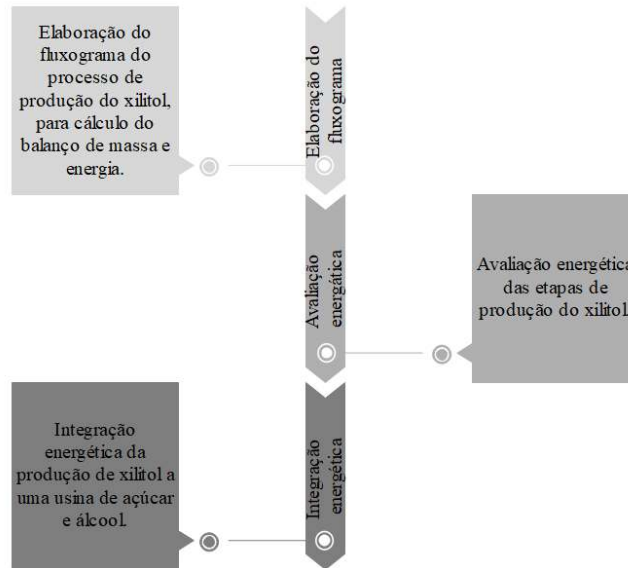 Elaboração do
fluxograma do
processo de
produção do xilitol,
para cálculo do
balanço de massa e
energia.
Elaboração do
fluxograma
Avaliação
energática
Avaliação energética
das etapas de
produção do xilitol.
Integração
energética da
produção de xilitol a
uma usina de açúcar
e álcool.
Integração
energética